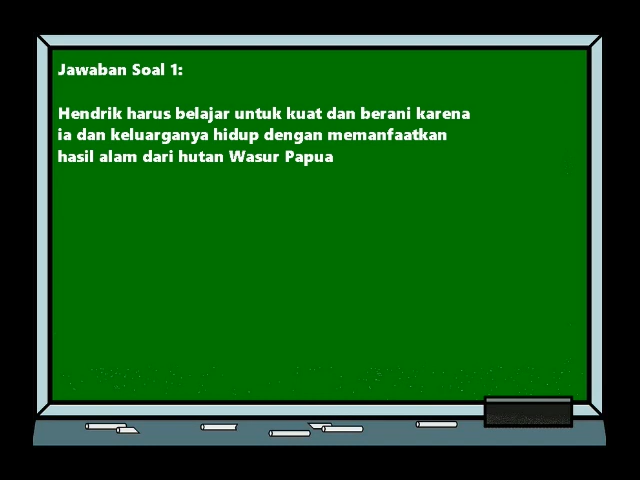 Jawaban Soal 1:
Hendrik harus belajar untuk kuat dan berani karena
ia dan keluarganya hidup dengan memanfaatkan
hasil alam dari hutan Wasur Papua